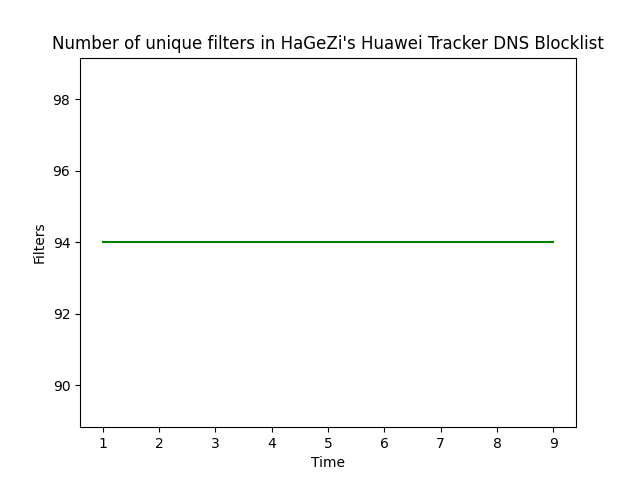 Number of unique filters in HaGeZi's Huawei Tracker DNS Blocklist
98
96
94
92
90
Filters
1 2 3 4 5 6 7 8 9
Time